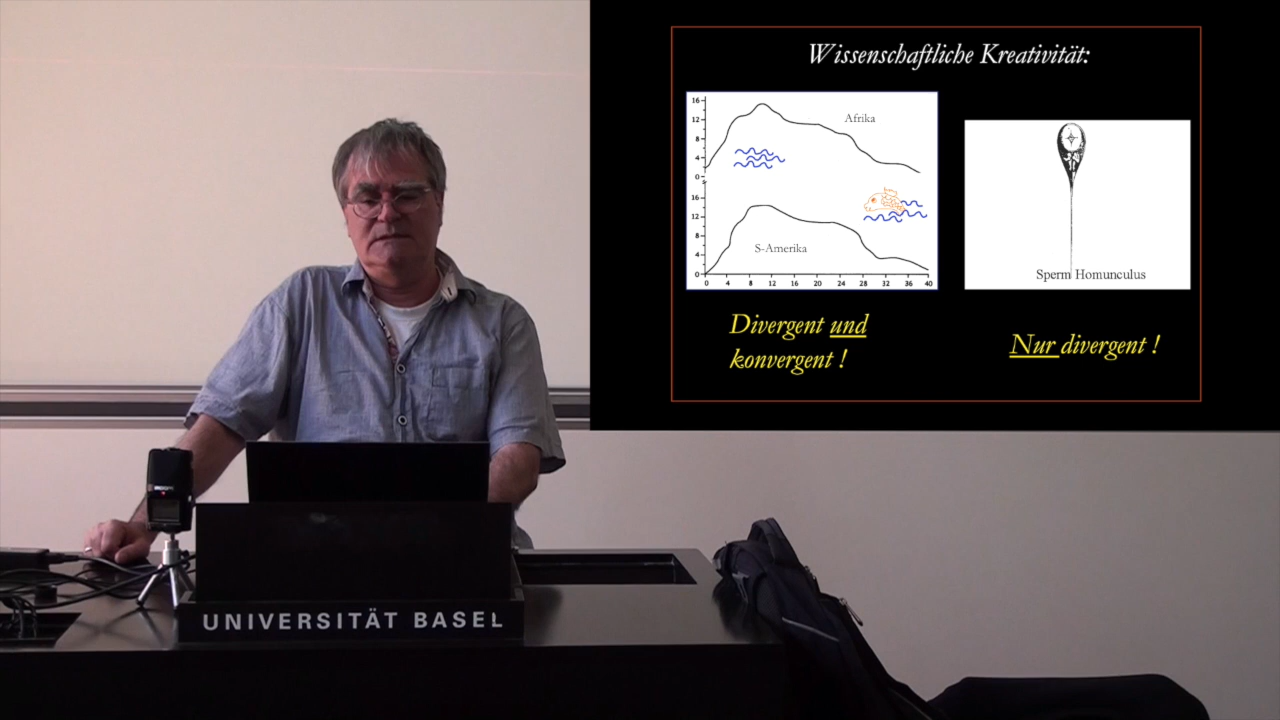 Wissenschaftliche Kreativität:
16
12
8
4
0
Afrika
16
12
8
4
0
S-Amerika
0 4 8 12 16 20 24 28 32 36 40
Sperm Homunculus
Divergent und
konvergent !
Nur divergent !
UNIVERSITÄT BASEL